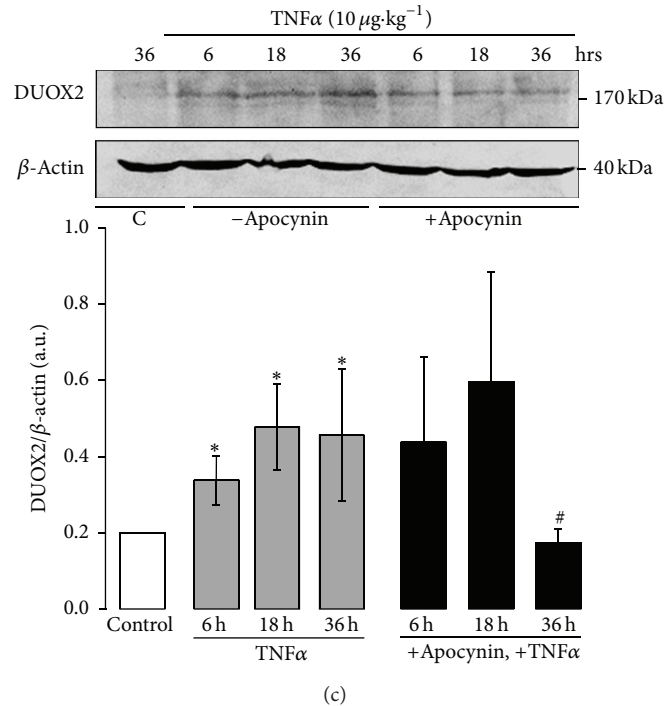 TNFα (10 μg·kg⁻¹)
36 6 18 36 6 18 36 hrs
DUOX2
170 kDa
β-Actin
40 kDa
C −Apocynin +Apocynin
1.0
0.8
0.6
0.4
0.2
0.0
DUOX2/β-actin (a.u.)
* * * #
Control 6 h 18 h 36 h 6 h 18 h 36 h
TNFα +Apocynin, +TNFα
(c)